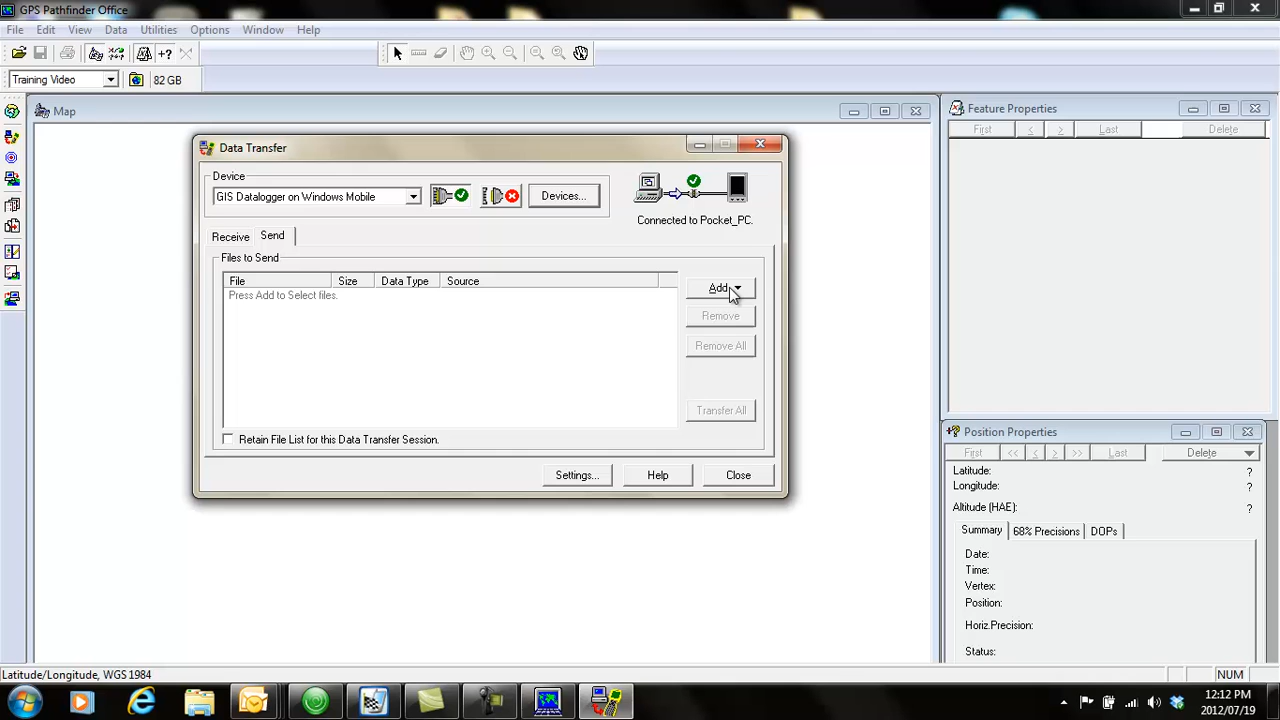 GPS Pathfinder Office
File Edit View Data Utilities Options Window Help
Training Video 82 GB
Map
Feature Properties
First < > Last Delete
Data Transfer
Device
GIS Datalogger on Windows Mobile Devices...
Connected to Pocket_PC.
Receive Send
Files to Send
File Size Data Type Source
Press Add to Select files.
Add
Remove
Remove All
Transfer All
Retain File List for this Data Transfer Session.
Settings... Help Close
Position Properties
First << < > >> Last Delete
Latitude: ?
Longitude: ?
Altitude (HAE): ?
Summary 68% Precisions DOPs
Date:
Time:
Vertex:
Position:
Horiz.Precision:
Status:
Latitude/Longitude, WGS 1984 NUM
12:12 PM
2012/07/19